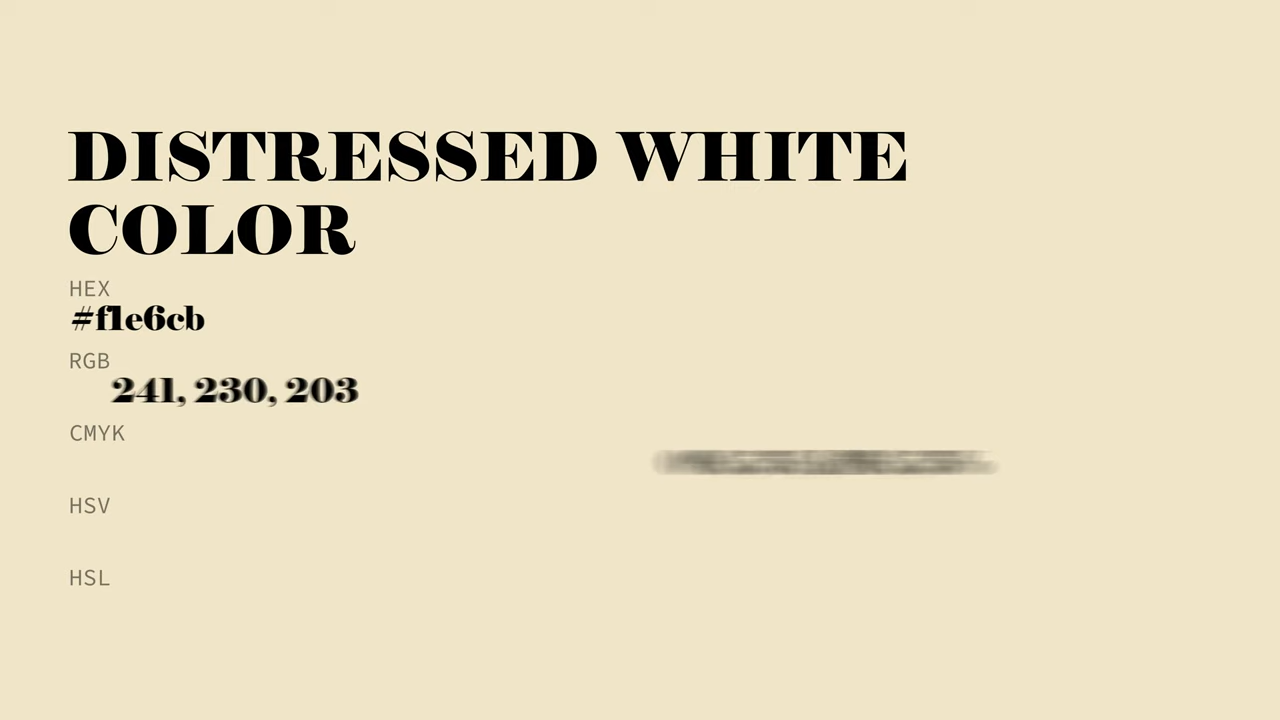 DISTRESSED WHITE
COLOR
HEX
#f1e6cb
RGB
241, 230, 203
CMYK
HSV
HSL